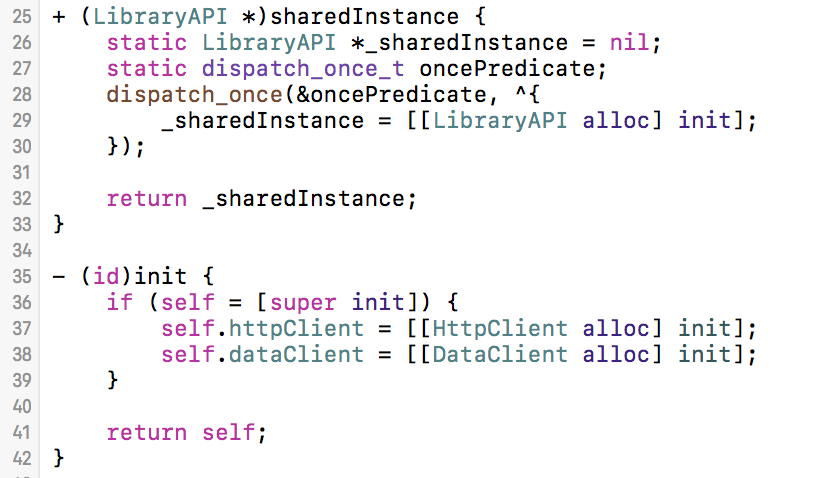 25 + (LibraryAPI *)sharedInstance {
26     static LibraryAPI *_sharedInstance = nil;
27     static dispatch_once_t oncePredicate;
28     dispatch_once(&oncePredicate, ^{
29         _sharedInstance = [[LibraryAPI alloc] init];
30     });
31
32     return _sharedInstance;
33 }
34
35 - (id)init {
36     if (self = [super init]) {
37         self.httpClient = [[HttpClient alloc] init];
38         self.dataClient = [[DataClient alloc] init];
39     }
40
41     return self;
42 }